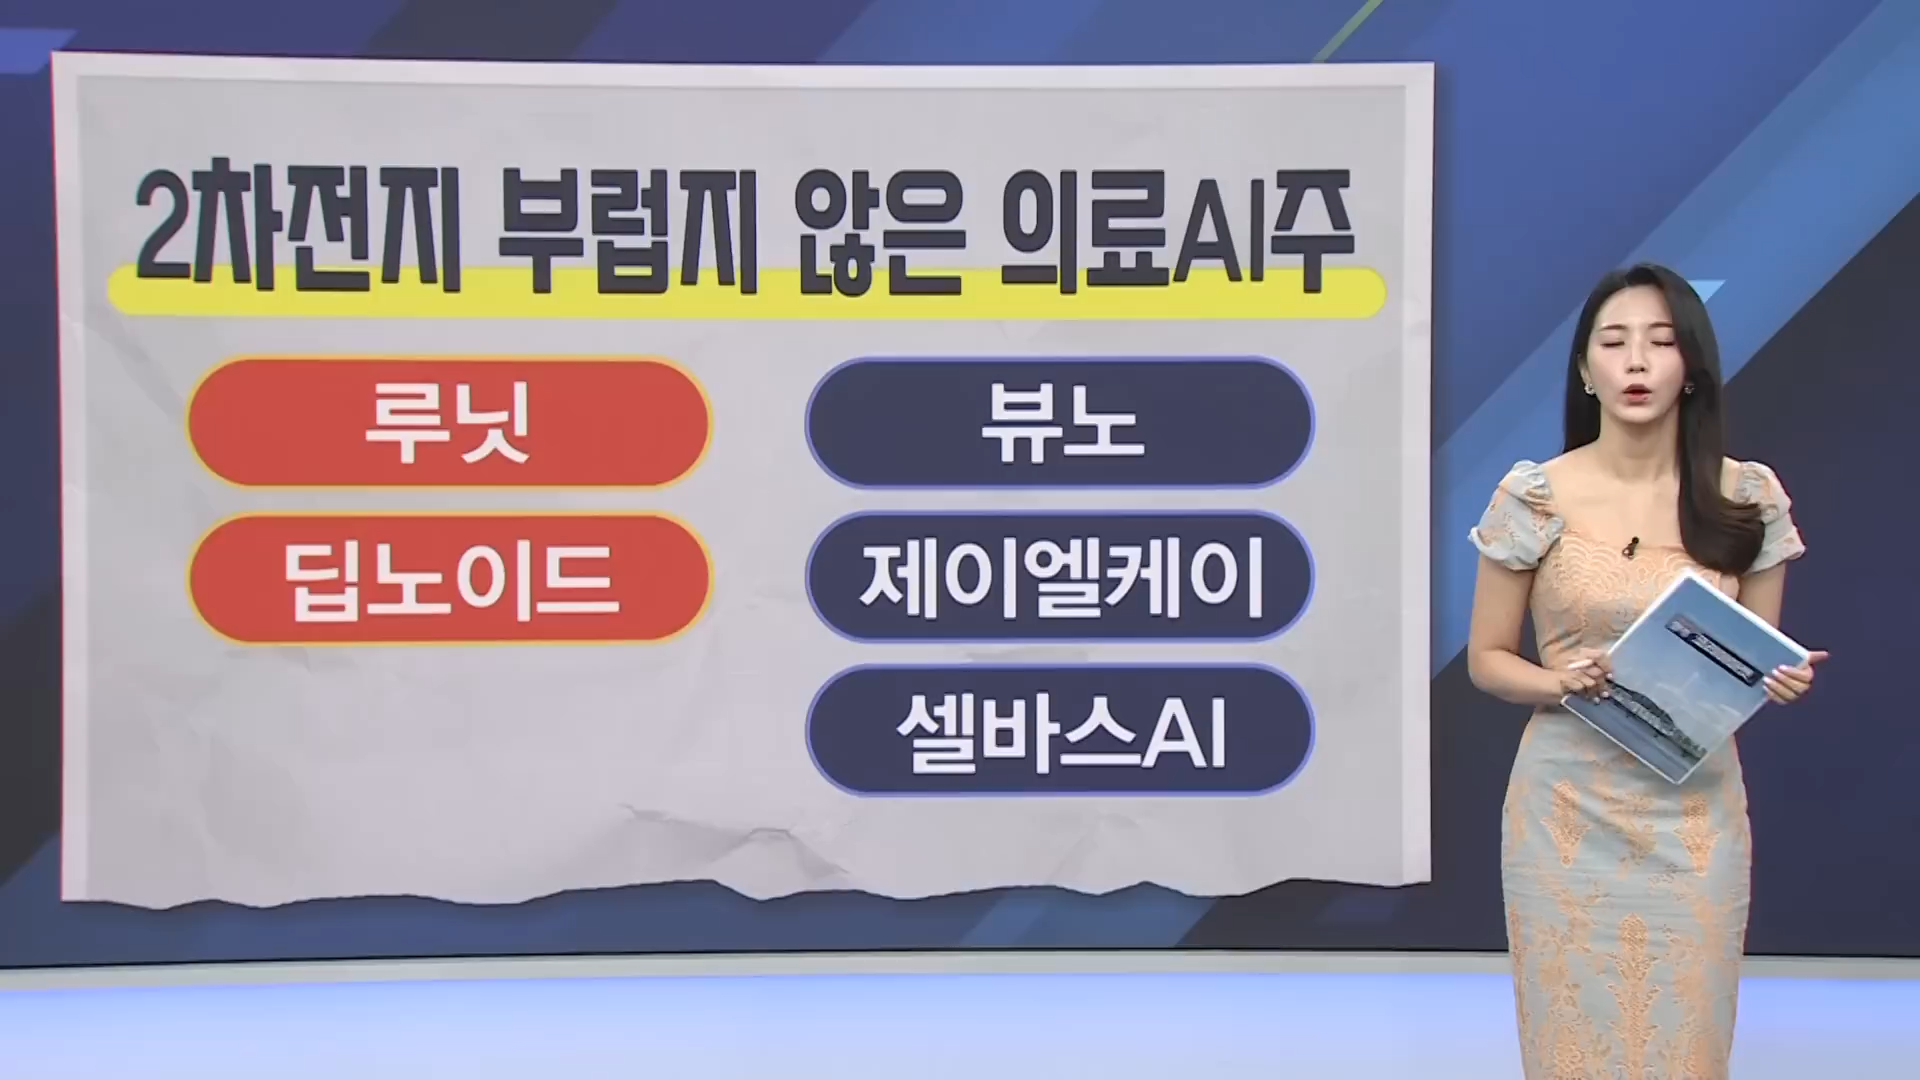 2차전지 부럽지 않은 의료AI주
루닛
뷰노
딥노이드
제이엘케이
셀바스AI